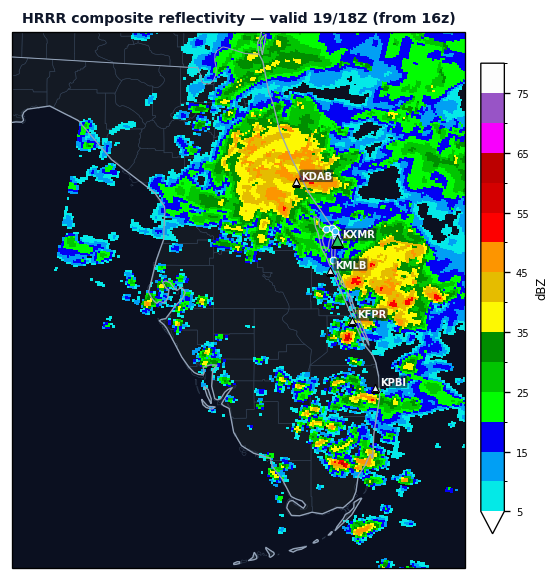 HRRR composite reflectivity — valid 19/18Z (from 16z)
KDAB
KXMR
KMLB
KFPR
KPBI
75
65
55
45
35
25
15
5
dBZ